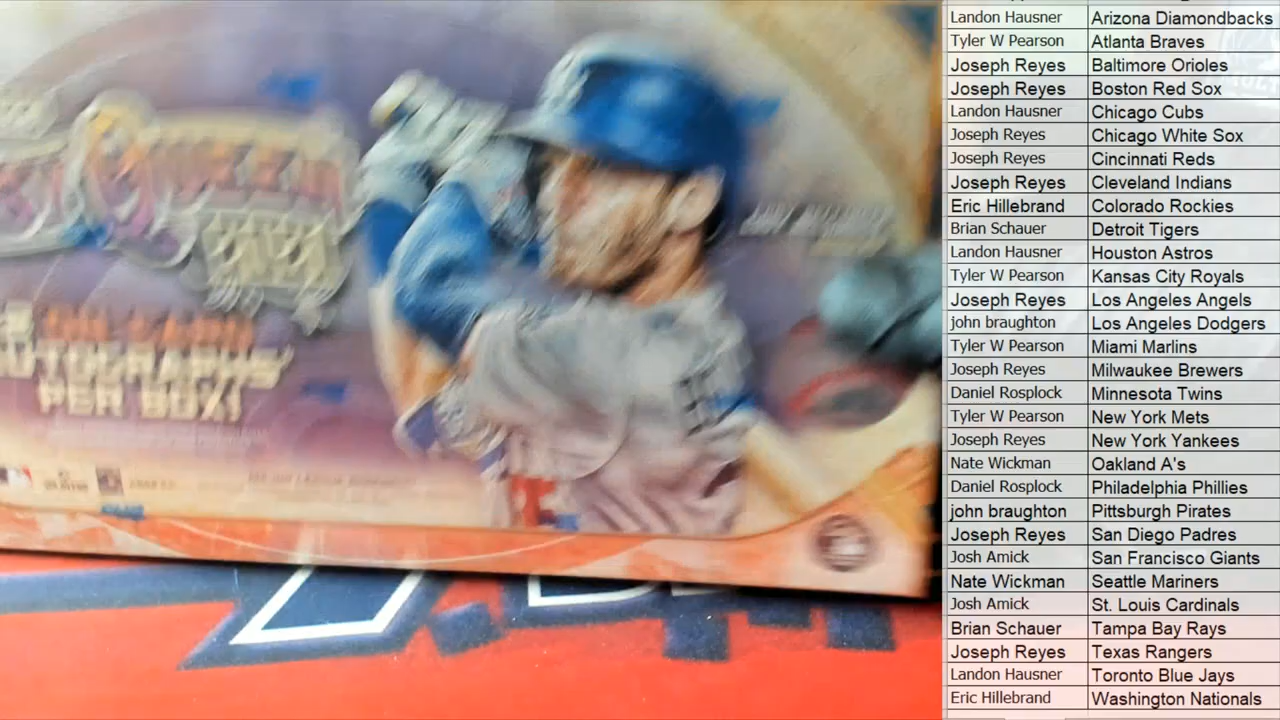 AUTOGRAPHS
PER BOX!
Landon Hausner Arizona Diamondbacks
Tyler W Pearson Atlanta Braves
Joseph Reyes Baltimore Orioles
Joseph Reyes Boston Red Sox
Landon Hausner Chicago Cubs
Joseph Reyes Chicago White Sox
Joseph Reyes Cincinnati Reds
Joseph Reyes Cleveland Indians
Eric Hillebrand Colorado Rockies
Brian Schauer Detroit Tigers
Landon Hausner Houston Astros
Tyler W Pearson Kansas City Royals
Joseph Reyes Los Angeles Angels
john braughton Los Angeles Dodgers
Tyler W Pearson Miami Marlins
Joseph Reyes Milwaukee Brewers
Daniel Rosplock Minnesota Twins
Tyler W Pearson New York Mets
Joseph Reyes New York Yankees
Nate Wickman Oakland A's
Daniel Rosplock Philadelphia Phillies
john braughton Pittsburgh Pirates
Joseph Reyes San Diego Padres
Josh Amick San Francisco Giants
Nate Wickman Seattle Mariners
Josh Amick St. Louis Cardinals
Brian Schauer Tampa Bay Rays
Joseph Reyes Texas Rangers
Landon Hausner Toronto Blue Jays
Eric Hillebrand Washington Nationals